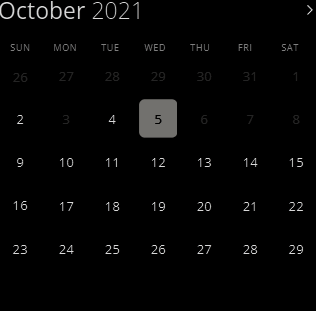 October 2021
SUN MON TUE WED THU FRI SAT
26 27 28 29 30 31 1
2 3 4 5 6 7 8
9 10 11 12 13 14 15
16 17 18 19 20 21 22
23 24 25 26 27 28 29